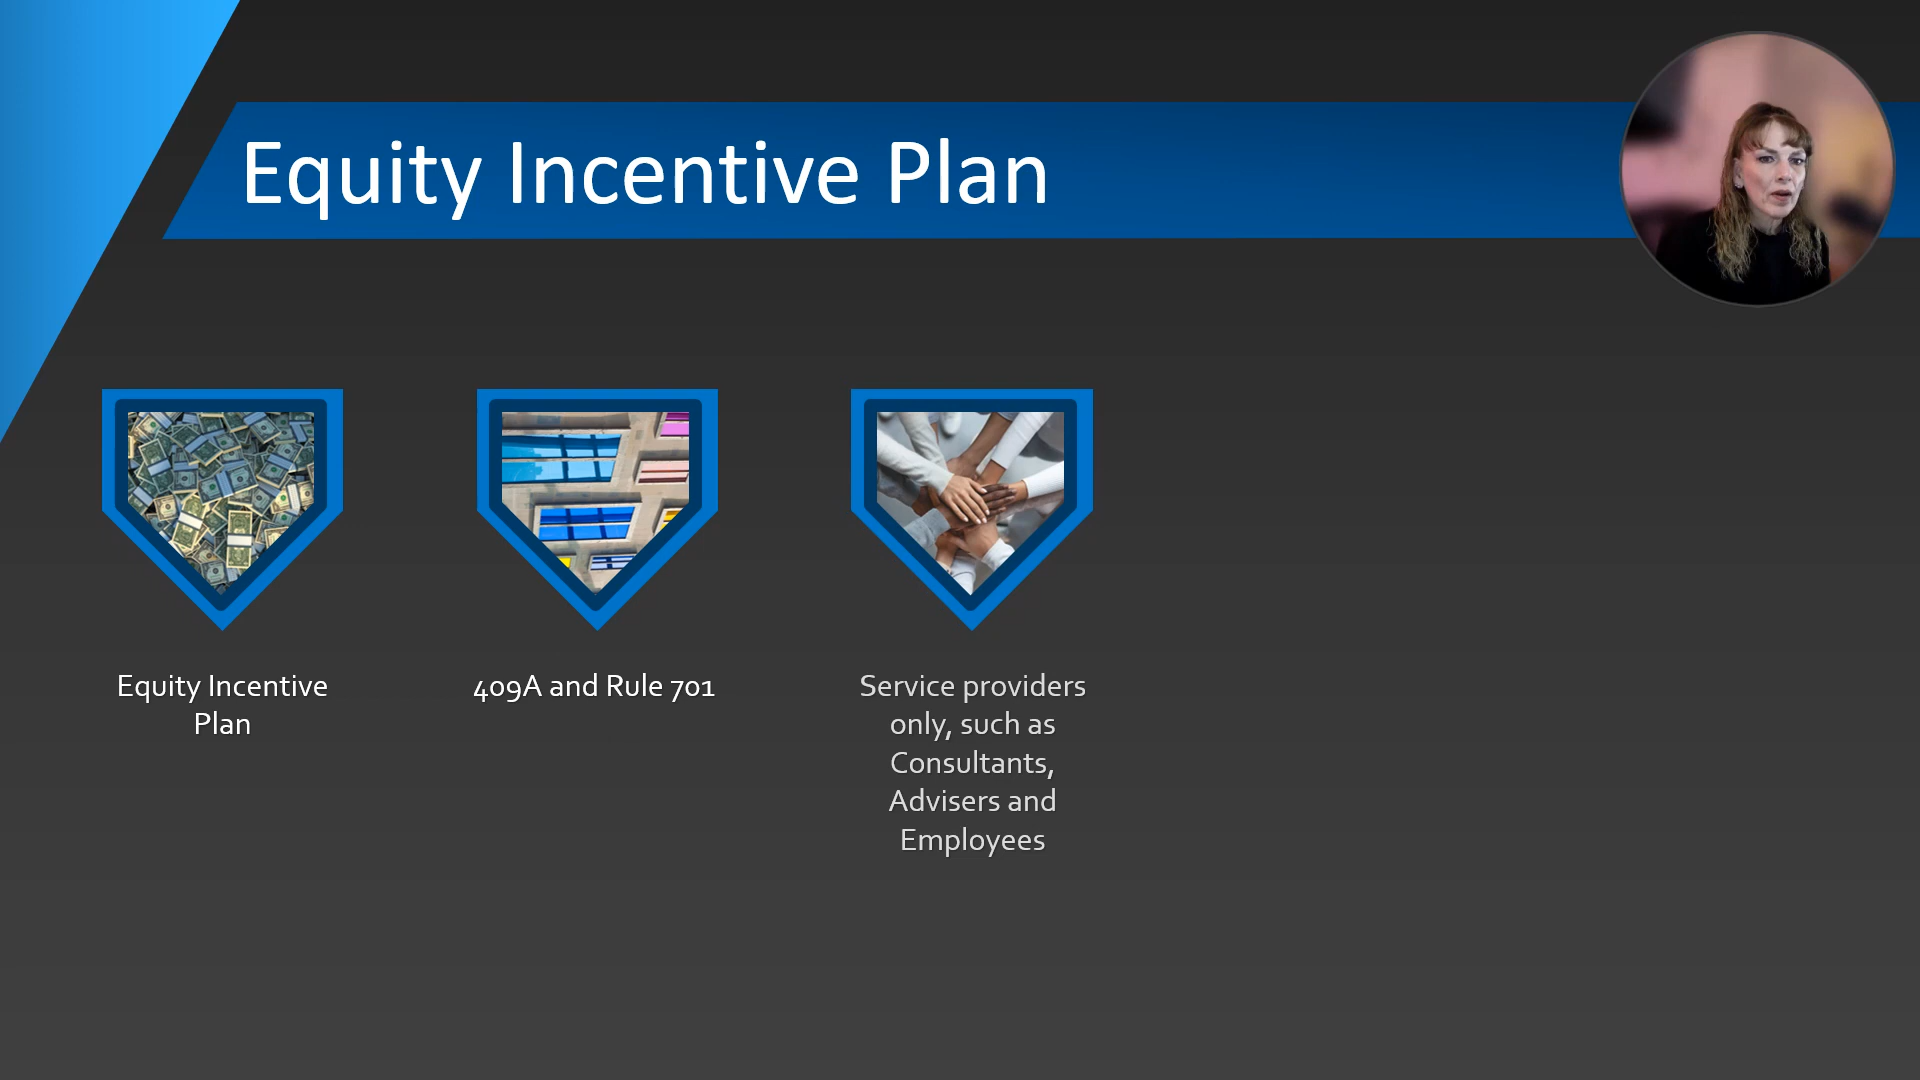 Equity Incentive Plan
Equity Incentive
Plan
409A and Rule 701
Service providers
only, such as
Consultants,
Advisers and
Employees